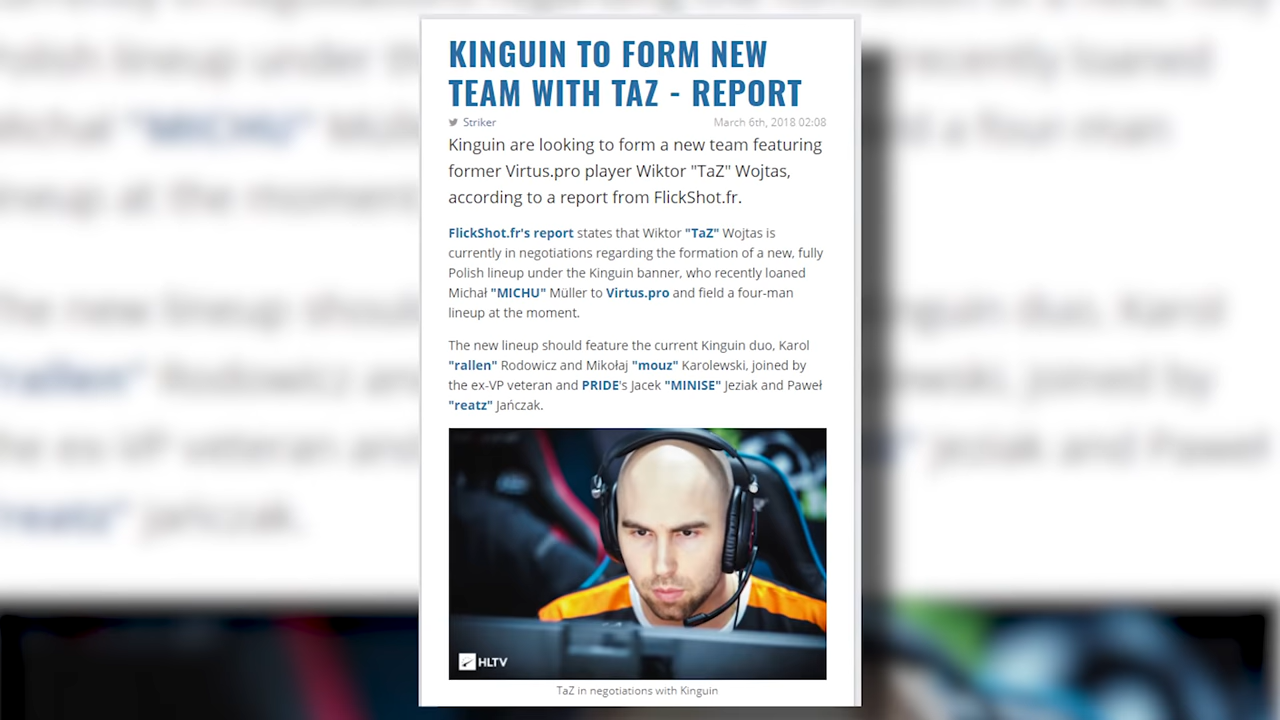 KINGUIN TO FORM NEW
TEAM WITH TAZ - REPORT
Striker
March 6th, 2018 02:08
Kinguin are looking to form a new team featuring
former Virtus.pro player Wiktor "TaZ" Wojtas,
according to a report from FlickShot.fr.
FlickShot.fr's report states that Wiktor "TaZ" Wojtas is
currently in negotiations regarding the formation of a new, fully
Polish lineup under the Kinguin banner, who recently loaned
Michał "MICHU" Müller to Virtus.pro and field a four-man
lineup at the moment.
The new lineup should feature the current Kinguin duo, Karol
"rallen" Rodowicz and Mikołaj "mouz" Karolewski, joined by
the ex-VP veteran and PRIDE's Jacek "MINISE" Jeziak and Paweł
"reatz" Jańczak.
HLTV
TaZ in negotiations with Kinguin